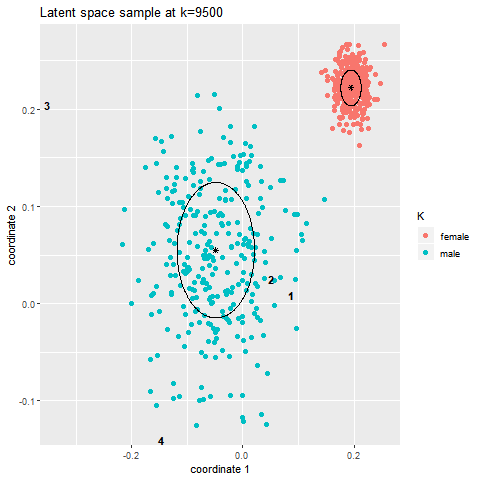 Latent space sample at k=9500
3
0.2
0.1
0.0
-0.1
coordinate 2
2
1
4
-0.2
0.0
0.2
coordinate 1
K
female
male